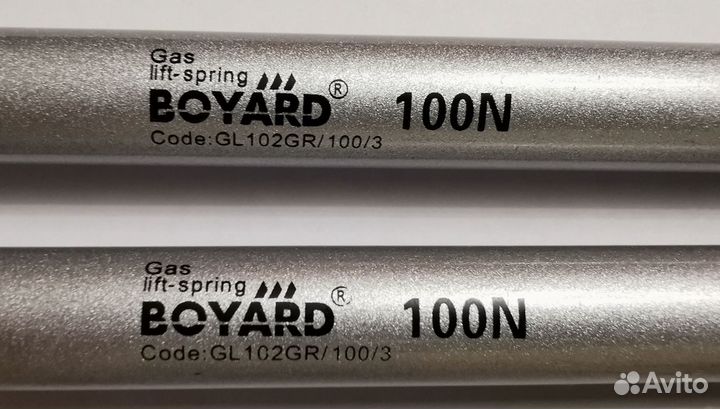 Gas
lift-spring
BOYARD® 100N
Code:GL102GR/100/3
Gas
lift-spring
BOYARD® 100N
Code:GL102GR/100/3
Avito